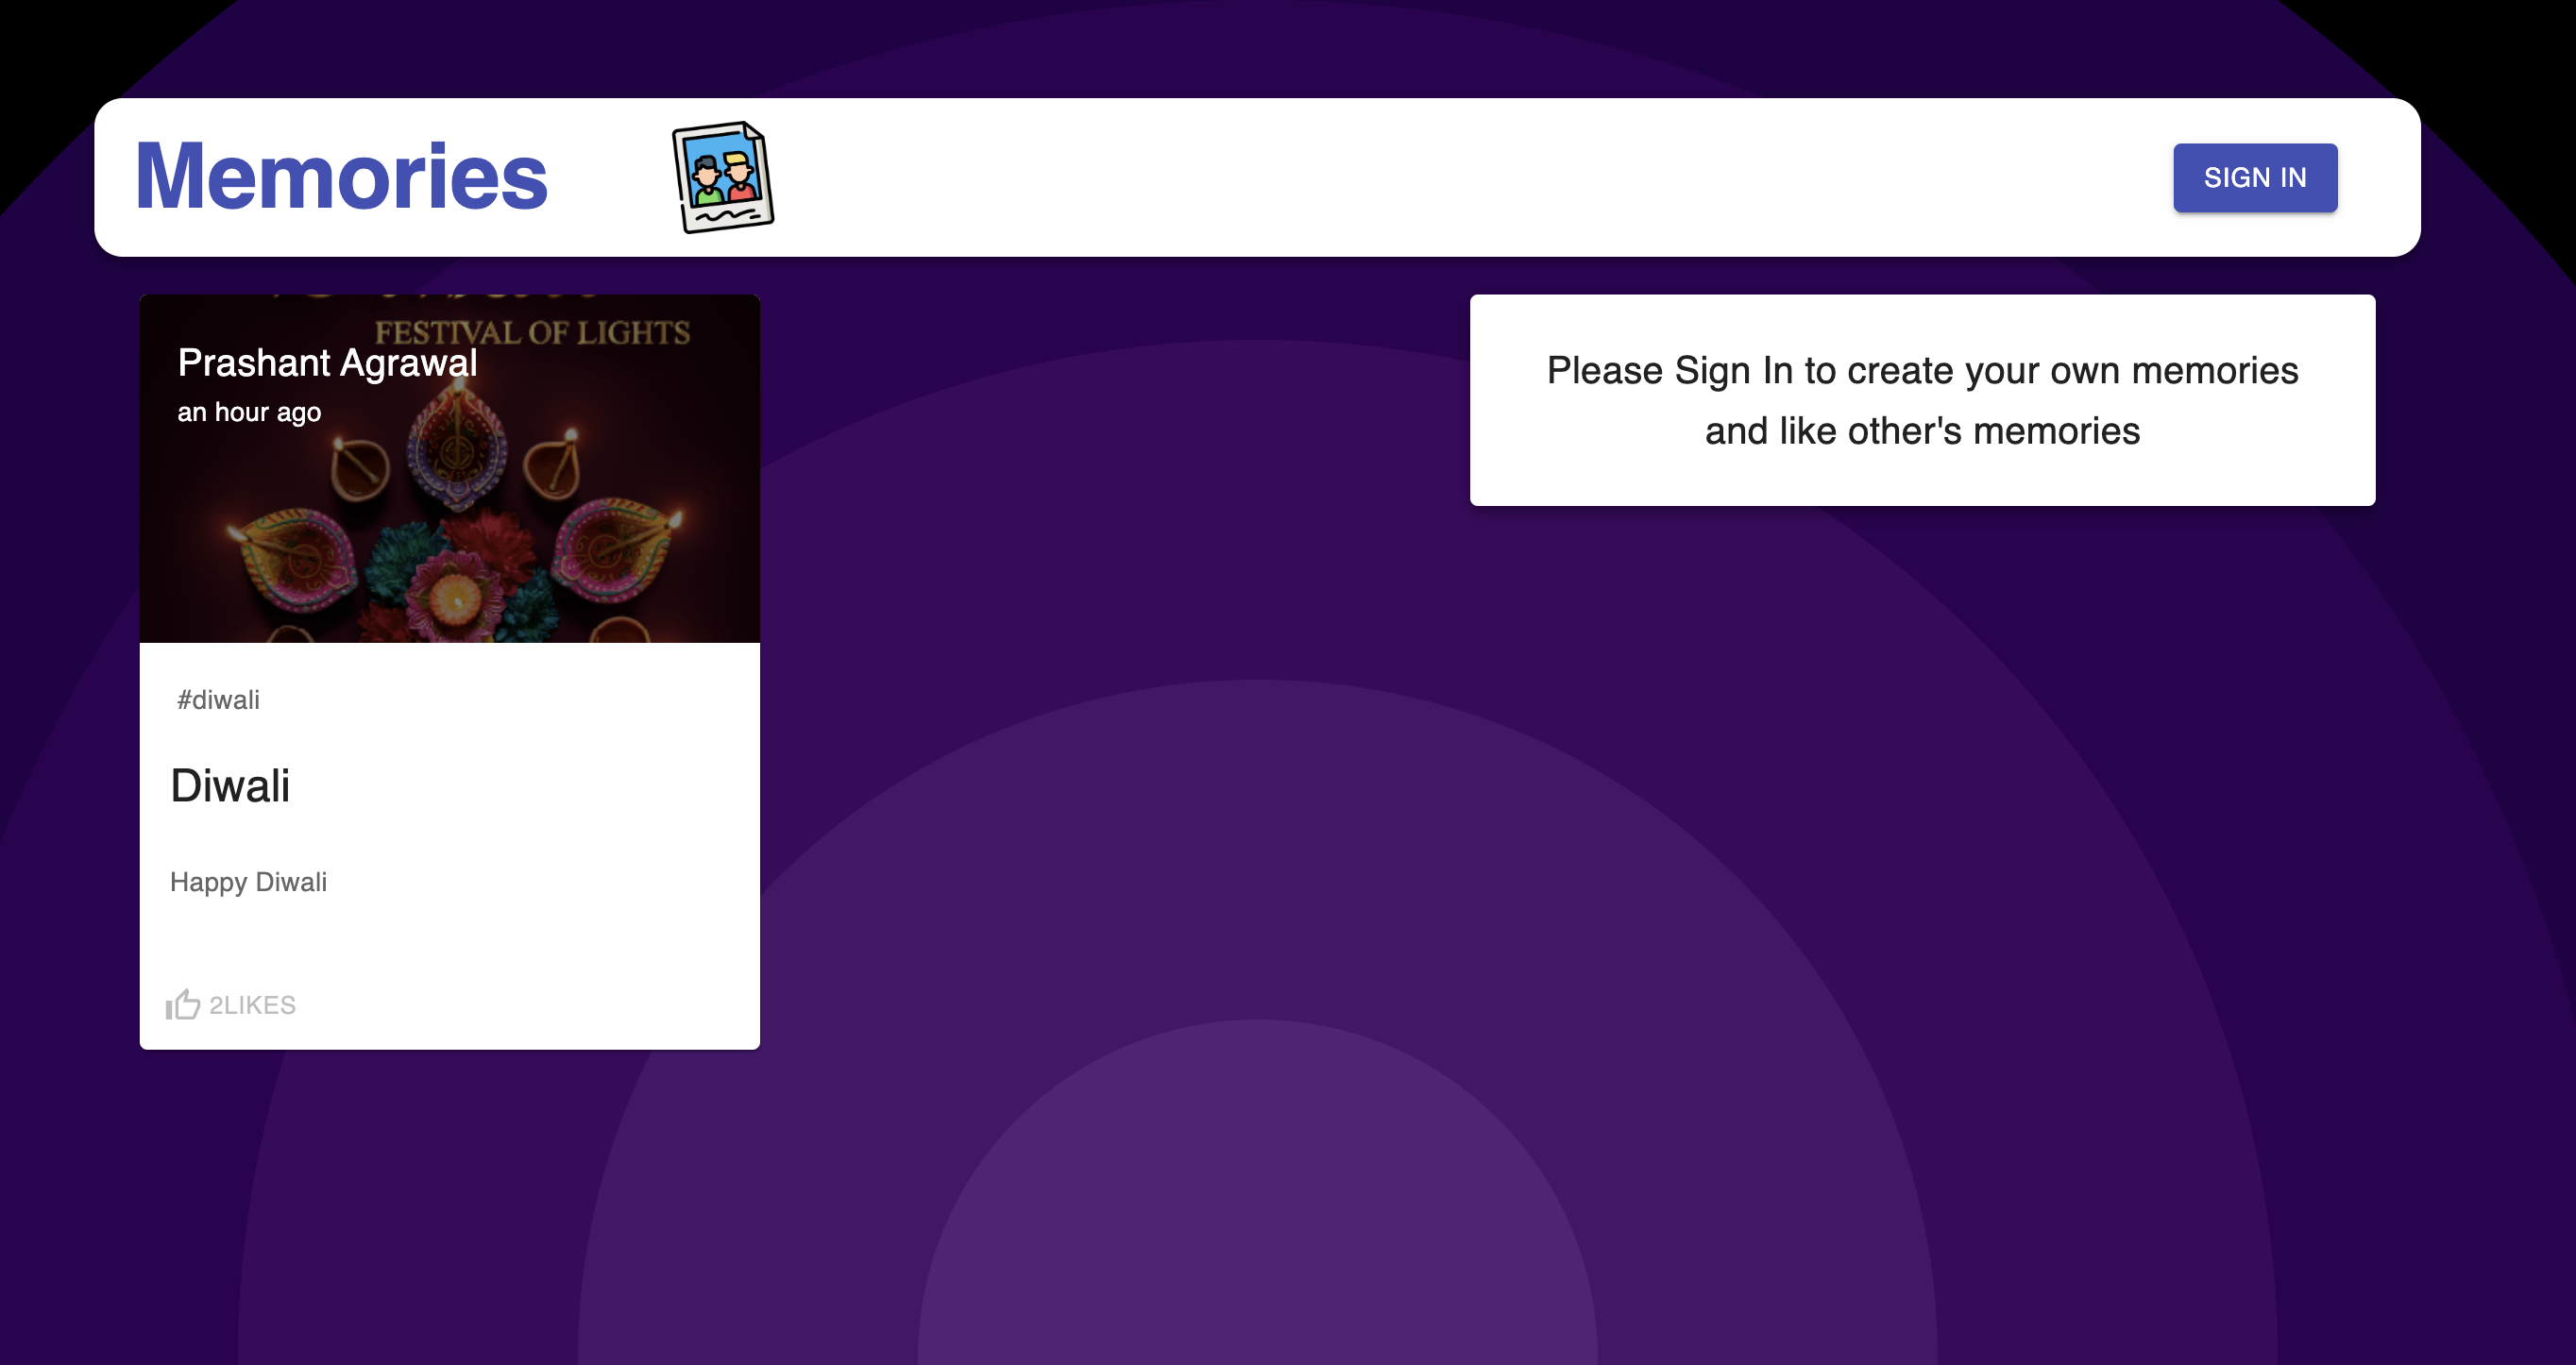 Memories
SIGN IN
FESTIVAL OF LIGHTS
Prashant Agrawal
an hour ago
Please Sign In to create your own memories
and like other's memories
#diwali
Diwali
Happy Diwali
2LIKES